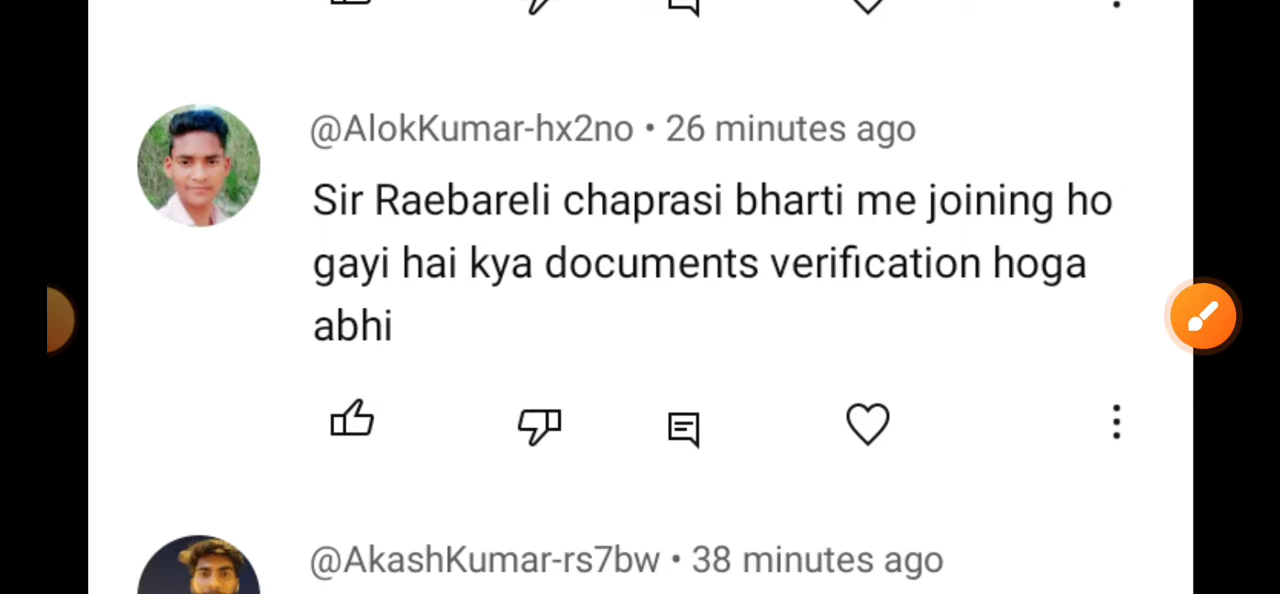 @AlokKumar-hx2no • 26 minutes ago
Sir Raebareli chaprasi bharti me joining ho
gayi hai kya documents verification hoga
abhi
@AkashKumar-rs7bw • 38 minutes ago